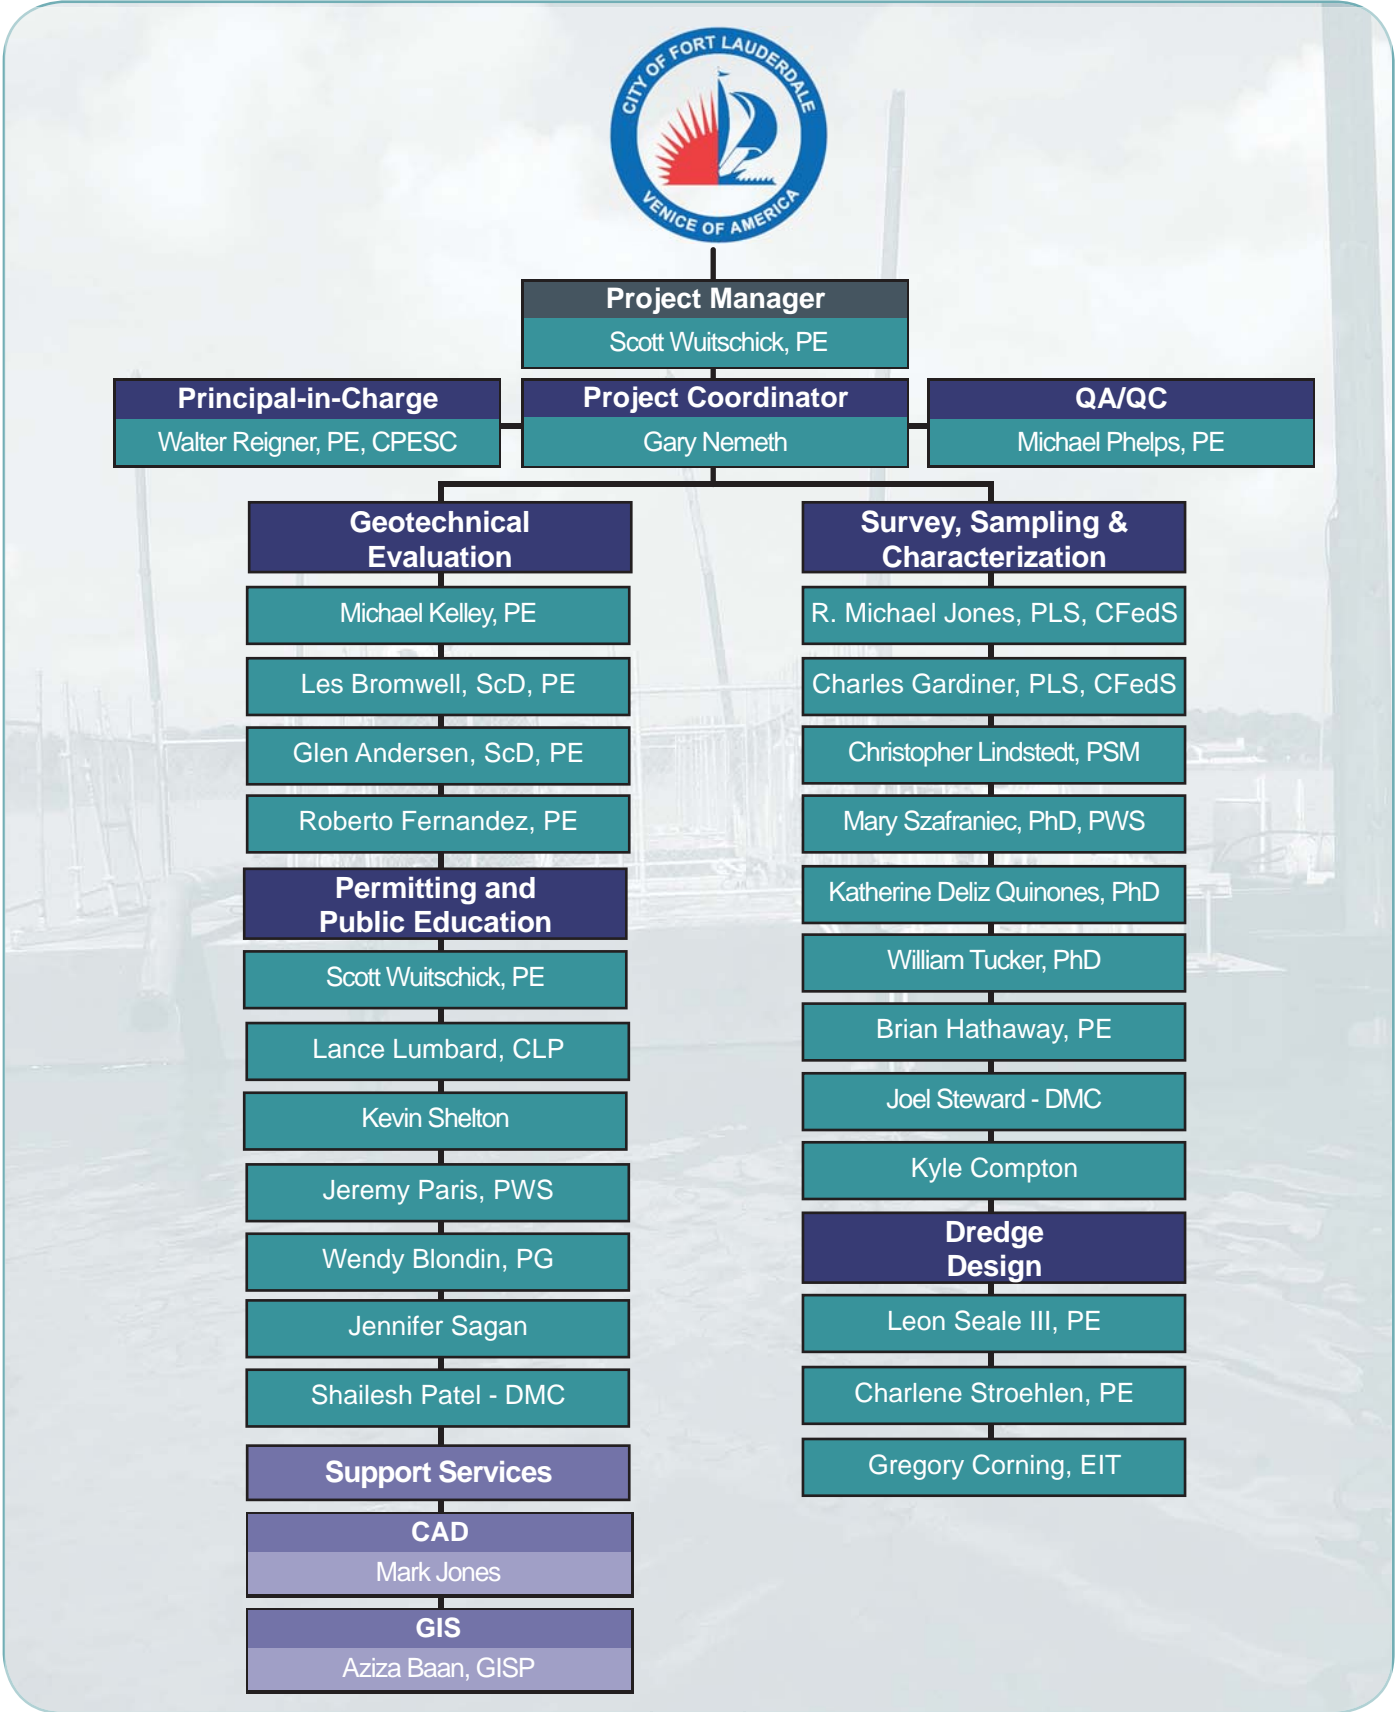 CITY OF FORT LAUDERDALE
VENICE OF AMERICA
Project Manager
Scott Wuitschick, PE
Principal-in-Charge
Walter Reigner, PE, CPESC
Project Coordinator
Gary Nemeth
QA/QC
Michael Phelps, PE
Geotechnical
Evaluation
Michael Kelley, PE
Les Bromwell, ScD, PE
Glen Andersen, ScD, PE
Roberto Fernandez, PE
Permitting and
Public Education
Scott Wuitschick, PE
Lance Lumbard, CLP
Kevin Shelton
Jeremy Paris, PWS
Wendy Blondin, PG
Jennifer Sagan
Shailesh Patel - DMC
Support Services
CAD
Mark Jones
GIS
Aziza Baan, GISP
Survey, Sampling &
Characterization
R. Michael Jones, PLS, CFedS
Charles Gardiner, PLS, CFedS
Christopher Lindstedt, PSM
Mary Szafraniec, PhD, PWS
Katherine Deliz Quinones, PhD
William Tucker, PhD
Brian Hathaway, PE
Joel Steward - DMC
Kyle Compton
Dredge
Design
Leon Seale III, PE
Charlene Stroehlen, PE
Gregory Corning, EIT